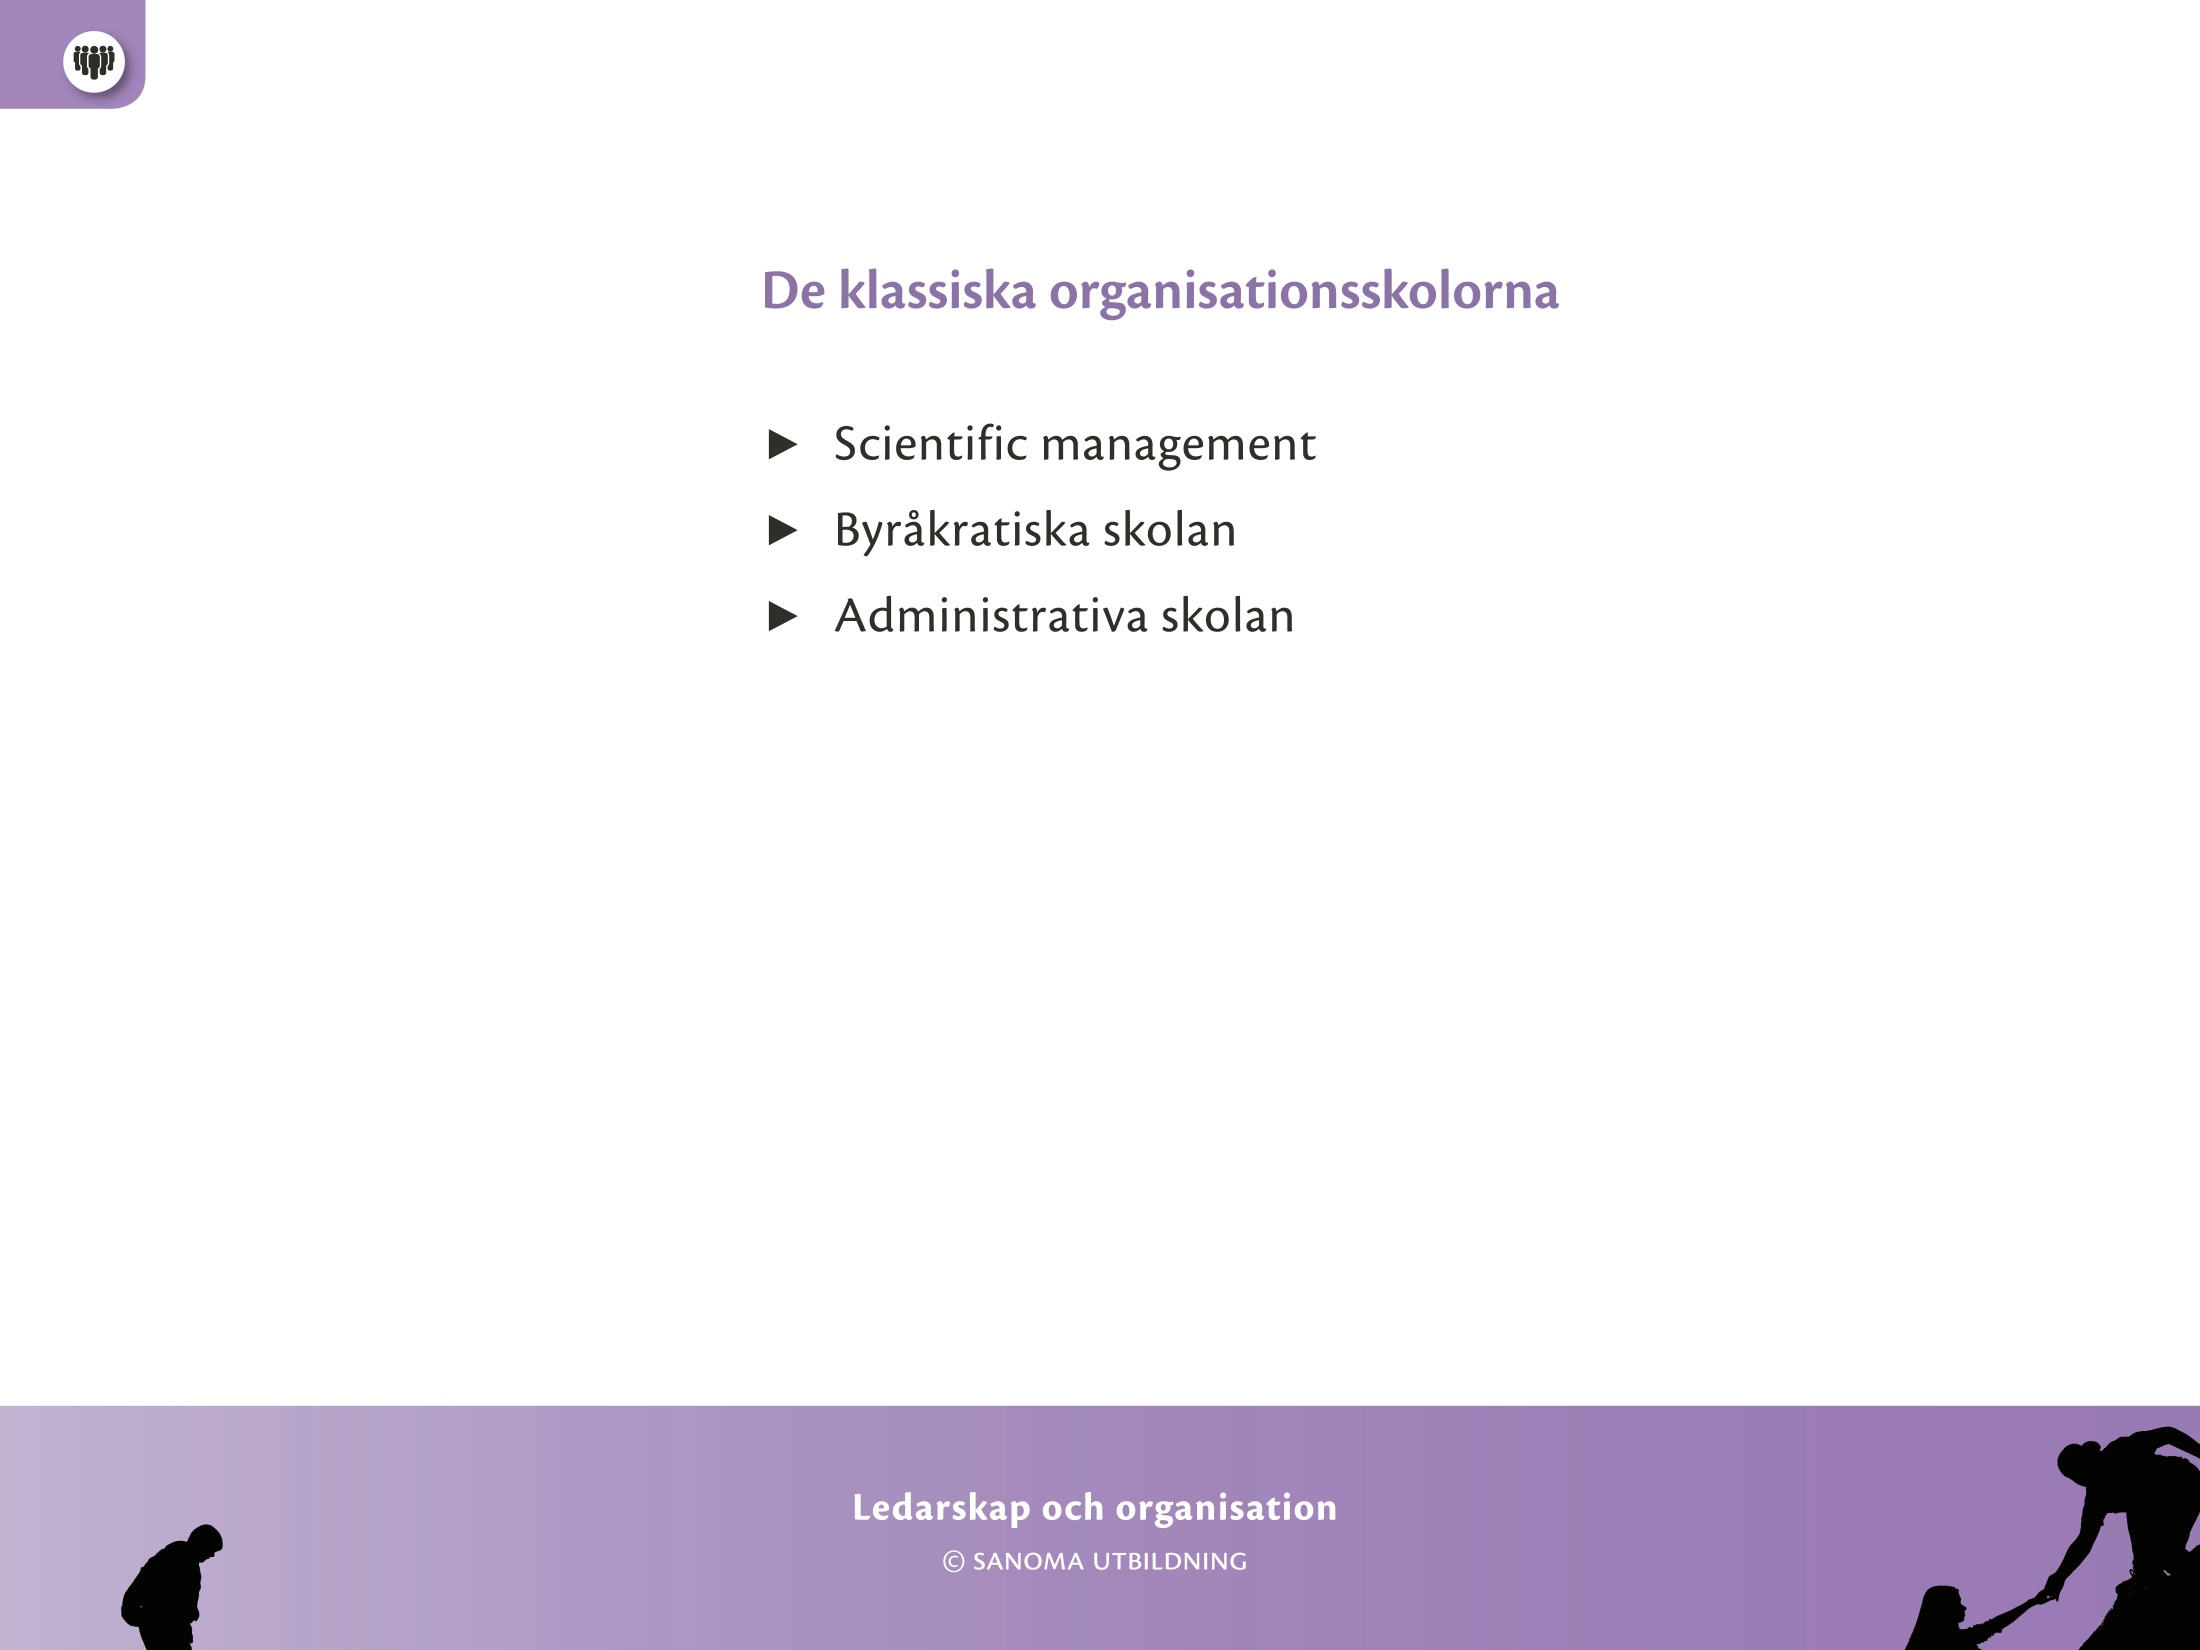 De klassiska organisationsskolorna
► Scientific management
► Byråkratiska skolan
► Administrativa skolan
Ledarskap och organisation
© SANOMA UTBILDNING